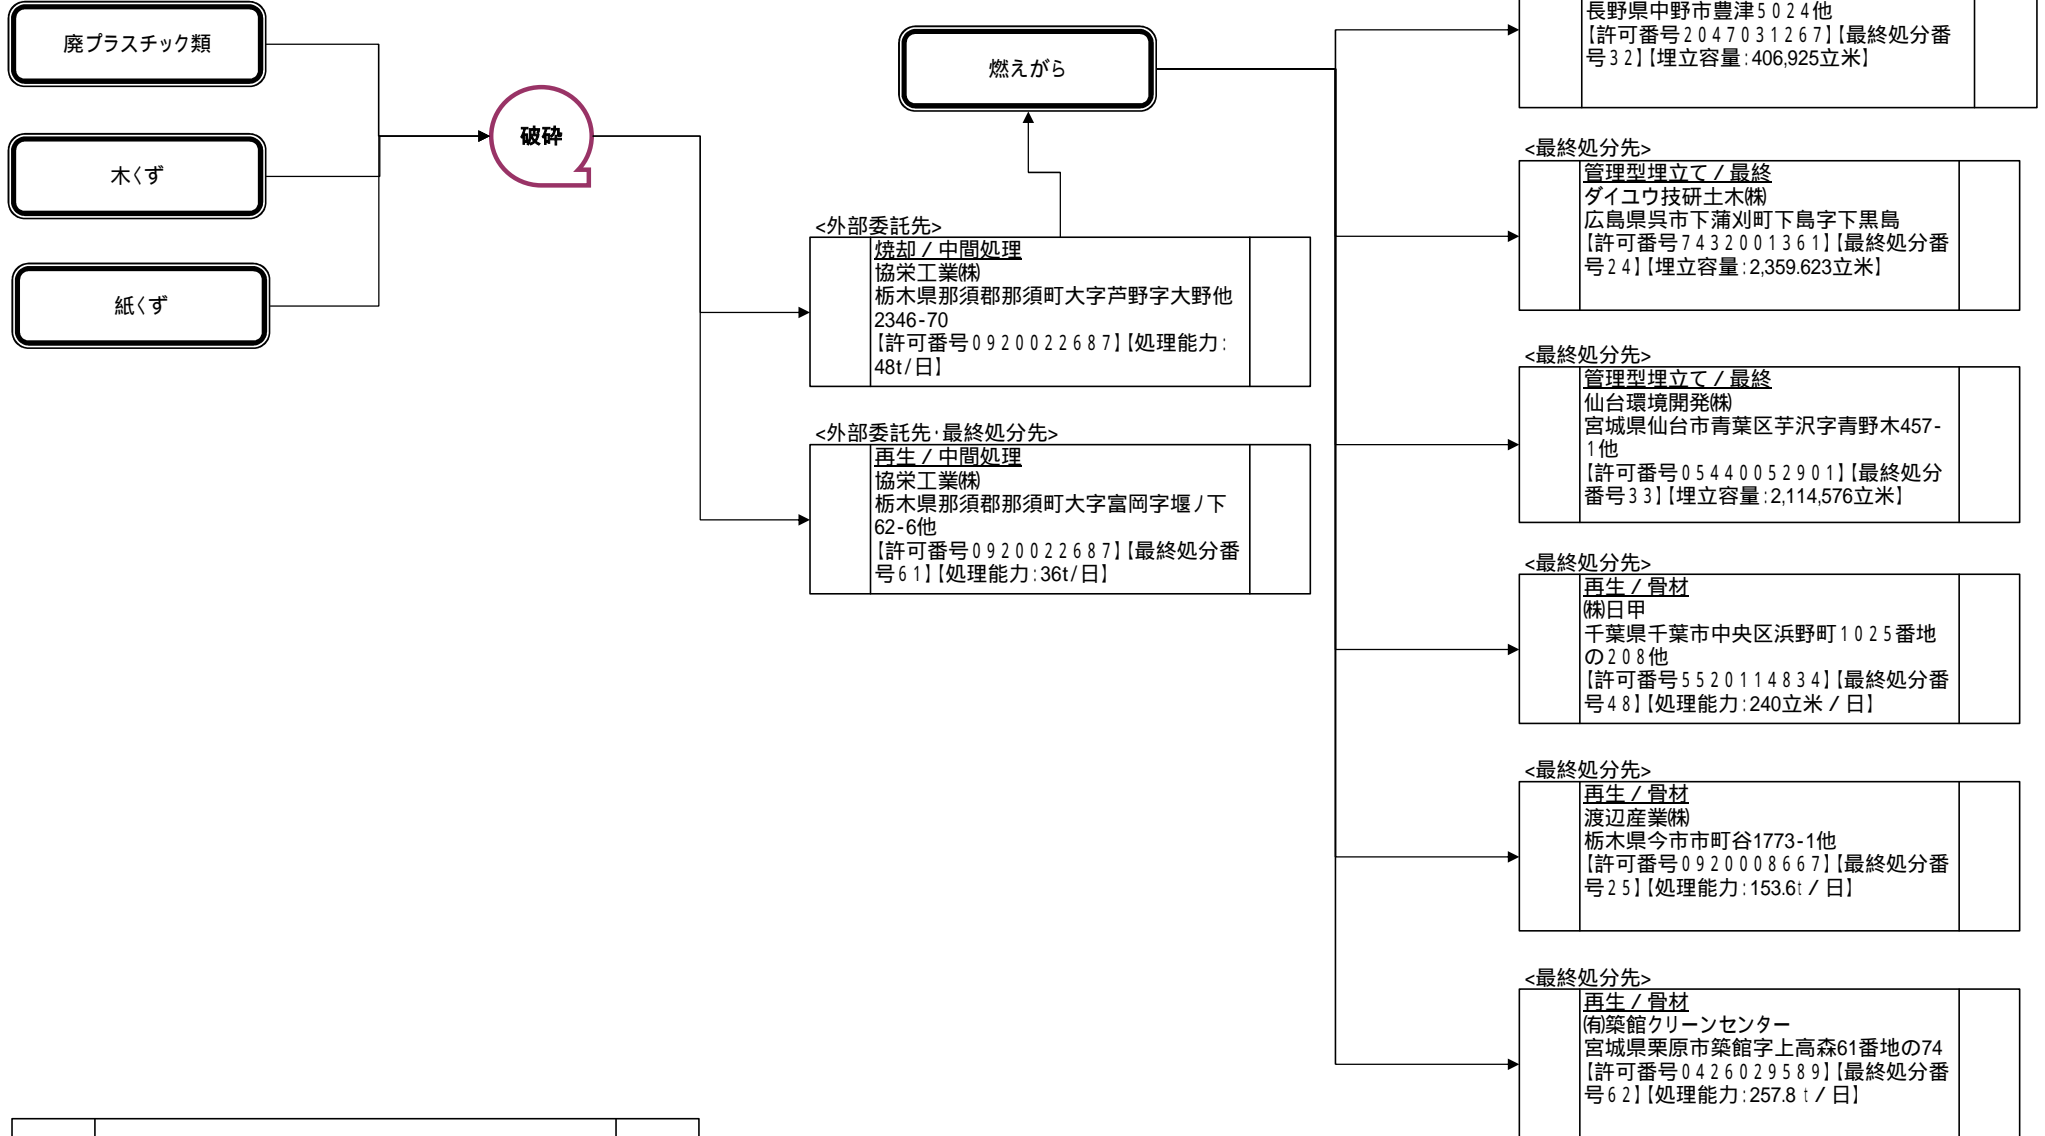 廃プラスチック類
木くず
紙くず
破砕
燃えがら
<外部委託先>
焼却/中間処理
協栄工業㈱
栃木県那須郡那須町大字芦野字大野他
2346-70
【許可番号0920022687】【処理能力:
48t/日】
<外部委託先・最終処分先>
再生/中間処理
協栄工業㈱
栃木県那須郡那須町大字富岡字堰ノ下
62-6他
【許可番号0920022687】【最終処分番
号61】【処理能力:36t/日】
長野県中野市豊津5024他
【許可番号2047031267】【最終処分番
号32】【埋立容量:406,925立米】
<最終処分先>
管理型埋立て/最終
ダイユウ技研土木㈱
広島県呉市下蒲刈町下島字下黒島
【許可番号7432001361】【最終処分番
号24】【埋立容量:2,359.623立米】
<最終処分先>
管理型埋立て/最終
仙台環境開発㈱
宮城県仙台市青葉区芋沢字青野木457-
1他
【許可番号05440052901】【最終処分
番号33】【埋立容量:2,114,576立米】
<最終処分先>
再生/骨材
㈱日甲
千葉県千葉市中央区浜野町1025番地
の208他
【許可番号5520114834】【最終処分番
号48】【処理能力:240立米/日】
<最終処分先>
再生/骨材
渡辺産業㈱
栃木県今市市町谷1773-1他
【許可番号0920008667】【最終処分番
号25】【処理能力:153.6t/日】
<最終処分先>
再生/骨材
㈲築館クリーンセンター
宮城県栗原市築館字上高森61番地の74
【許可番号0426029589】【最終処分番
号62】【処理能力:257.8t/日】